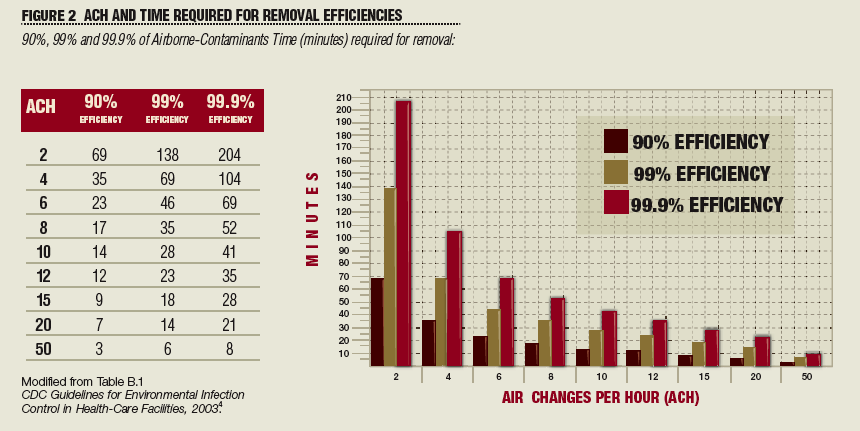 FIGURE 2 ACH AND TIME REQUIRED FOR REMOVAL EFFICIENCIES
90%, 99% and 99.9% of Airborne-Contaminants Time (minutes) required for removal:
ACH 90% 99% 99.9%
EFFICIENCY EFFICIENCY EFFICIENCY
2 69 138 204
4 35 69 104
6 23 46 69
8 17 35 52
10 14 28 41
12 12 23 35
15 9 18 28
20 7 14 21
50 3 6 8
Modified from Table B.1
CDC Guidelines for Environmental Infection
Control in Health-Care Facilities, 2003.4
MINUTES
210
200
190
180
170
160
150
140
130
120
110
100
90
80
70
60
50
40
30
20
10
90% EFFICIENCY
99% EFFICIENCY
99.9% EFFICIENCY
2 4 6 8 10 12 15 20 50
AIR CHANGES PER HOUR (ACH)